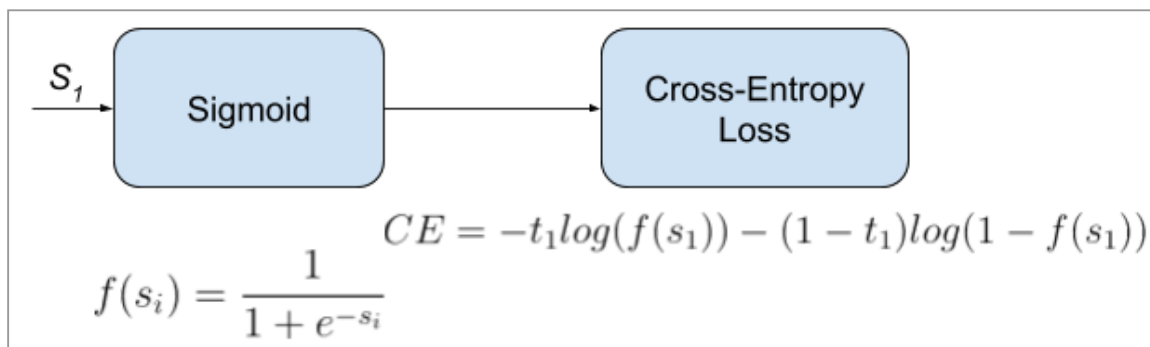 S₁
Sigmoid
Cross-Entropy
Loss
CE = −t₁log(f(s₁)) − (1 − t₁)log(1 − f(s₁))
f(sᵢ) = 1 / (1 + e^{−sᵢ})